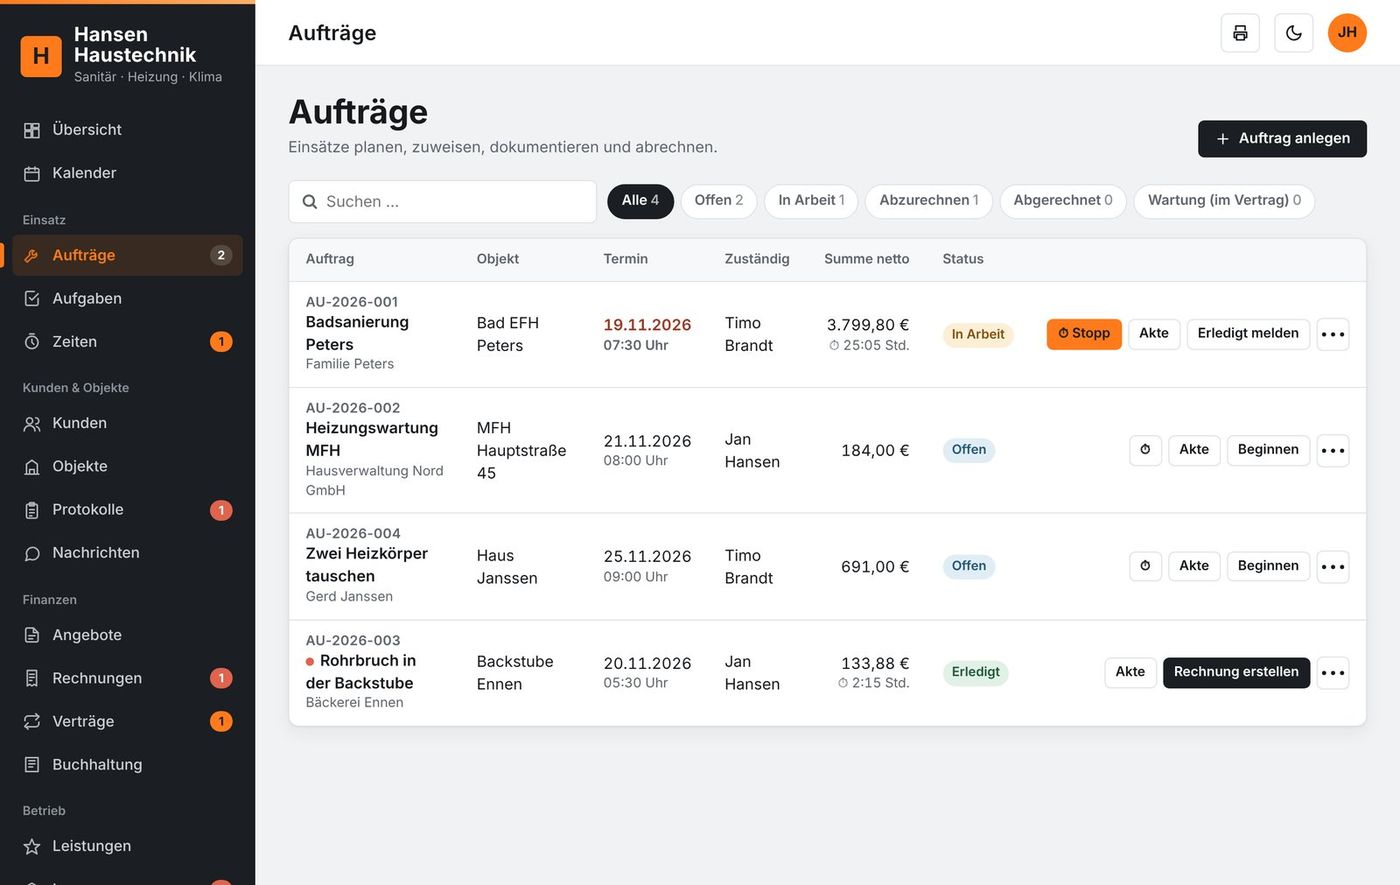 H
Hansen
Haustechnik
Sanitär · Heizung · Klima
Übersicht
Kalender
Einsatz
Aufträge 2
Aufgaben
Zeiten 1
Kunden & Objekte
Kunden
Objekte
Protokolle 1
Nachrichten
Finanzen
Angebote
Rechnungen 1
Verträge 1
Buchhaltung
Betrieb
Leistungen
Aufträge
JH
Aufträge
Einsätze planen, zuweisen, dokumentieren und abrechnen.
+ Auftrag anlegen
Suchen ...
Alle 4
Offen 2
In Arbeit 1
Abzurechnen 1
Abgerechnet 0
Wartung (im Vertrag) 0
Auftrag Objekt Termin Zuständig Summe netto Status
AU-2026-001
Badsanierung
Peters
Familie Peters
Bad EFH
Peters
19.11.2026
07:30 Uhr
Timo
Brandt
3.799,80 €
25:05 Std.
In Arbeit
Stopp
Akte
Erledigt melden
AU-2026-002
Heizungswartung
MFH
Hausverwaltung Nord
GmbH
MFH
Hauptstraße
45
21.11.2026
08:00 Uhr
Jan
Hansen
184,00 €
Offen
Akte
Beginnen
AU-2026-004
Zwei Heizkörper
tauschen
Gerd Janssen
Haus
Janssen
25.11.2026
09:00 Uhr
Timo
Brandt
691,00 €
Offen
Akte
Beginnen
AU-2026-003
Rohrbruch in
der Backstube
Bäckerei Ennen
Backstube
Ennen
20.11.2026
05:30 Uhr
Jan
Hansen
133,88 €
2:15 Std.
Erledigt
Akte
Rechnung erstellen